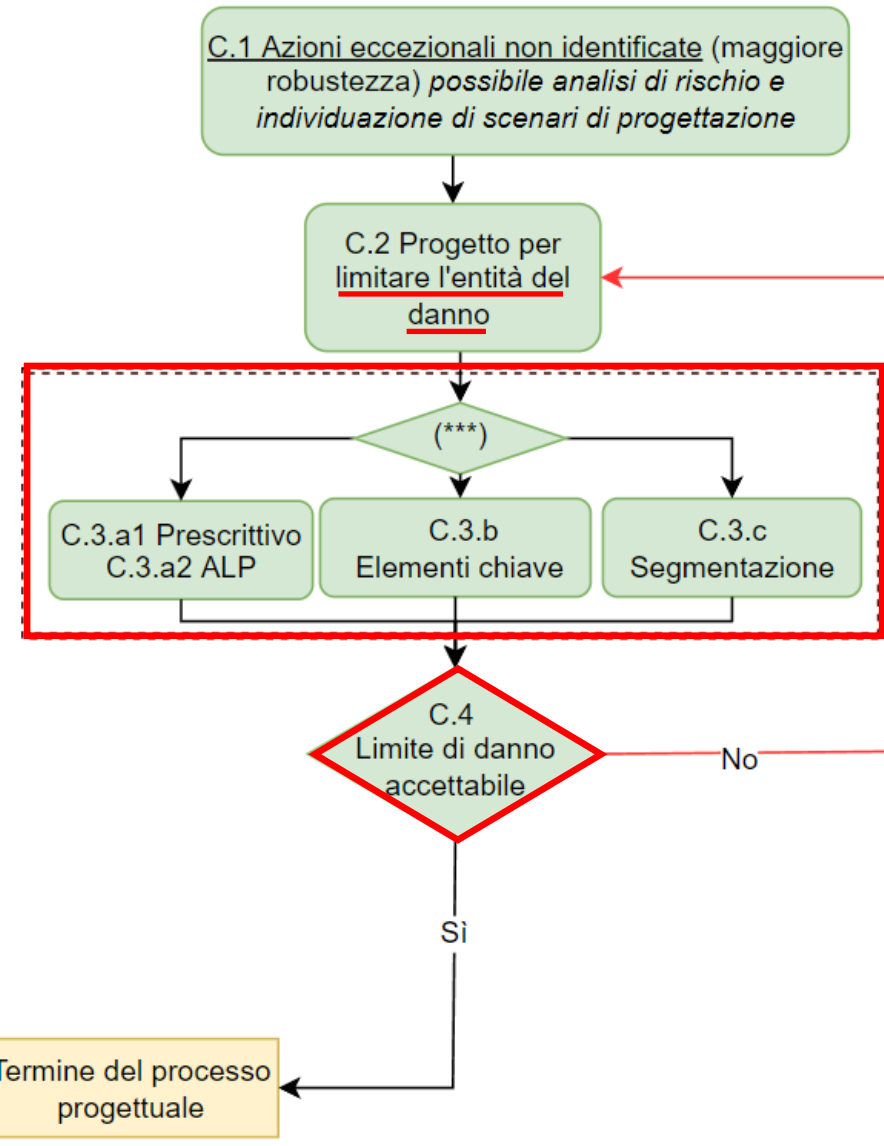 C.1 Azioni eccezionali non identificate (maggiore
robustezza) possibile analisi di rischio e
individuazione di scenari di progettazione
C.2 Progetto per
limitare l'entità del
danno
(***)
C.3.a1 Prescrittivo
C.3.a2 ALP
C.3.b
Elementi chiave
C.3.c
Segmentazione
C.4
Limite di danno
accettabile
No
Sì
Termine del processo
progettuale